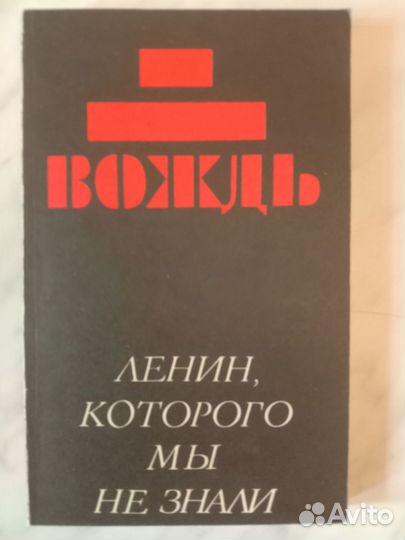 ВОЖДЬ
ЛЕНИН,
КОТОРОГО
МЫ
НЕ ЗНАЛИ
Avito